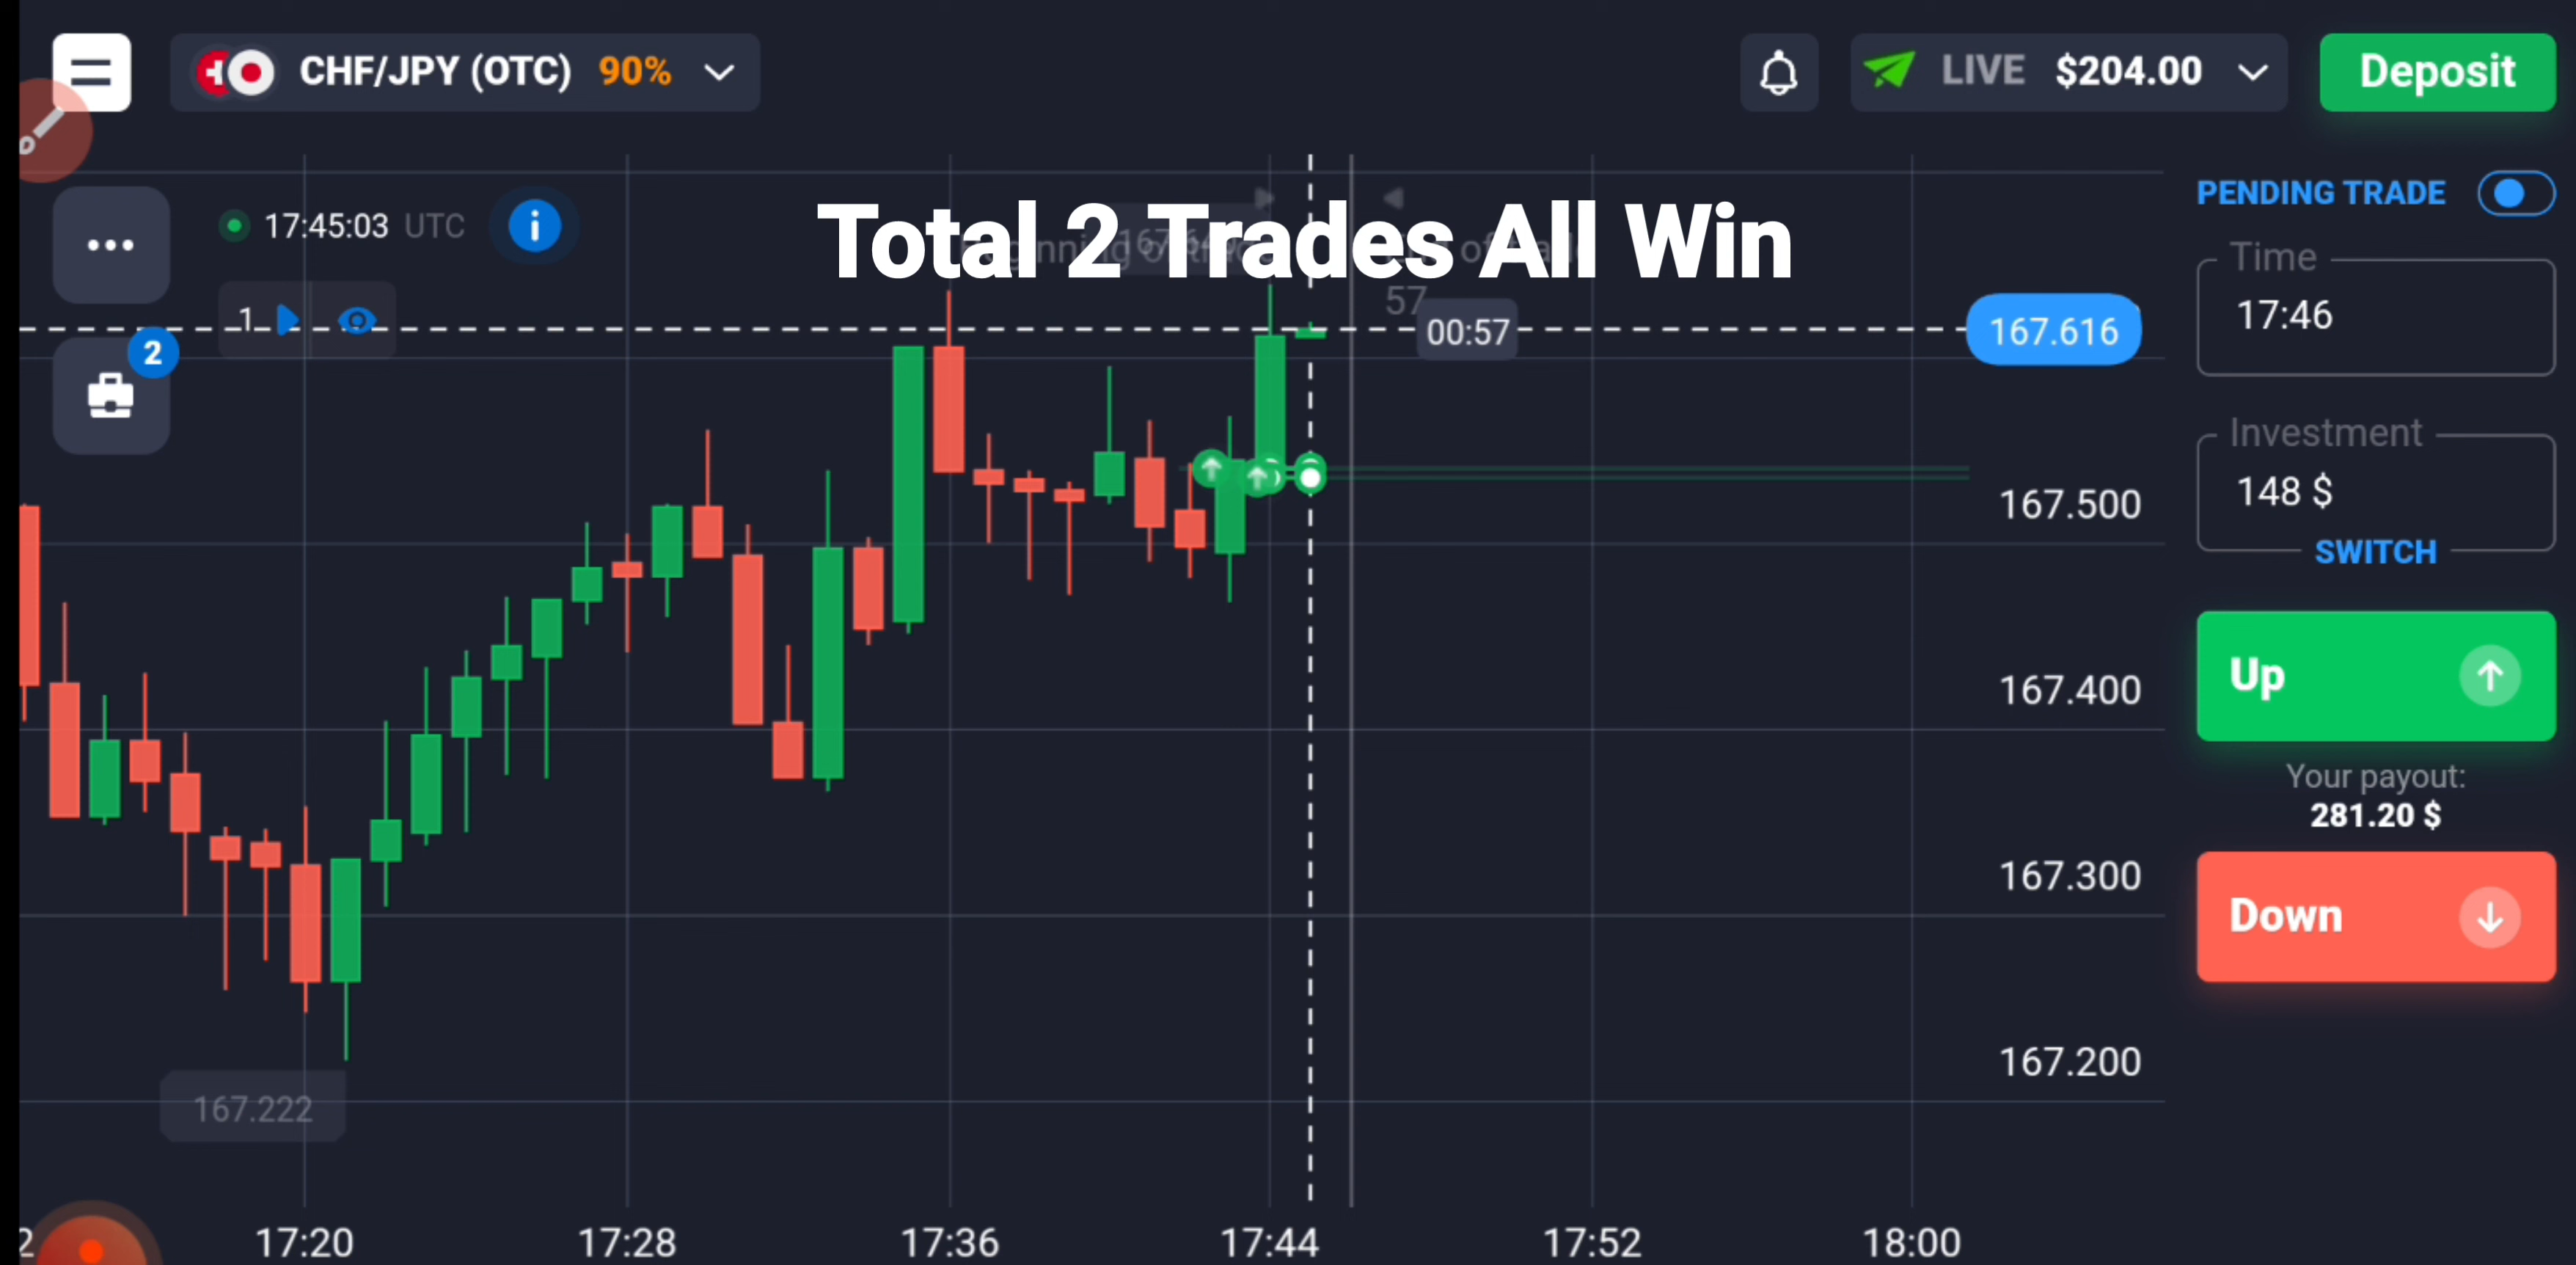 CHF/JPY (OTC) 90%
LIVE $204.00
Deposit
17:45:03 UTC
Total 2 Trades All Win
PENDING TRADE
Time
17:46
1
57
00:57
167.616
2
Investment
148 $
SWITCH
167.500
Up
167.400
Your payout:
281.20 $
167.300
Down
167.200
167.222
2 17:20 17:28 17:36 17:44 17:52 18:00